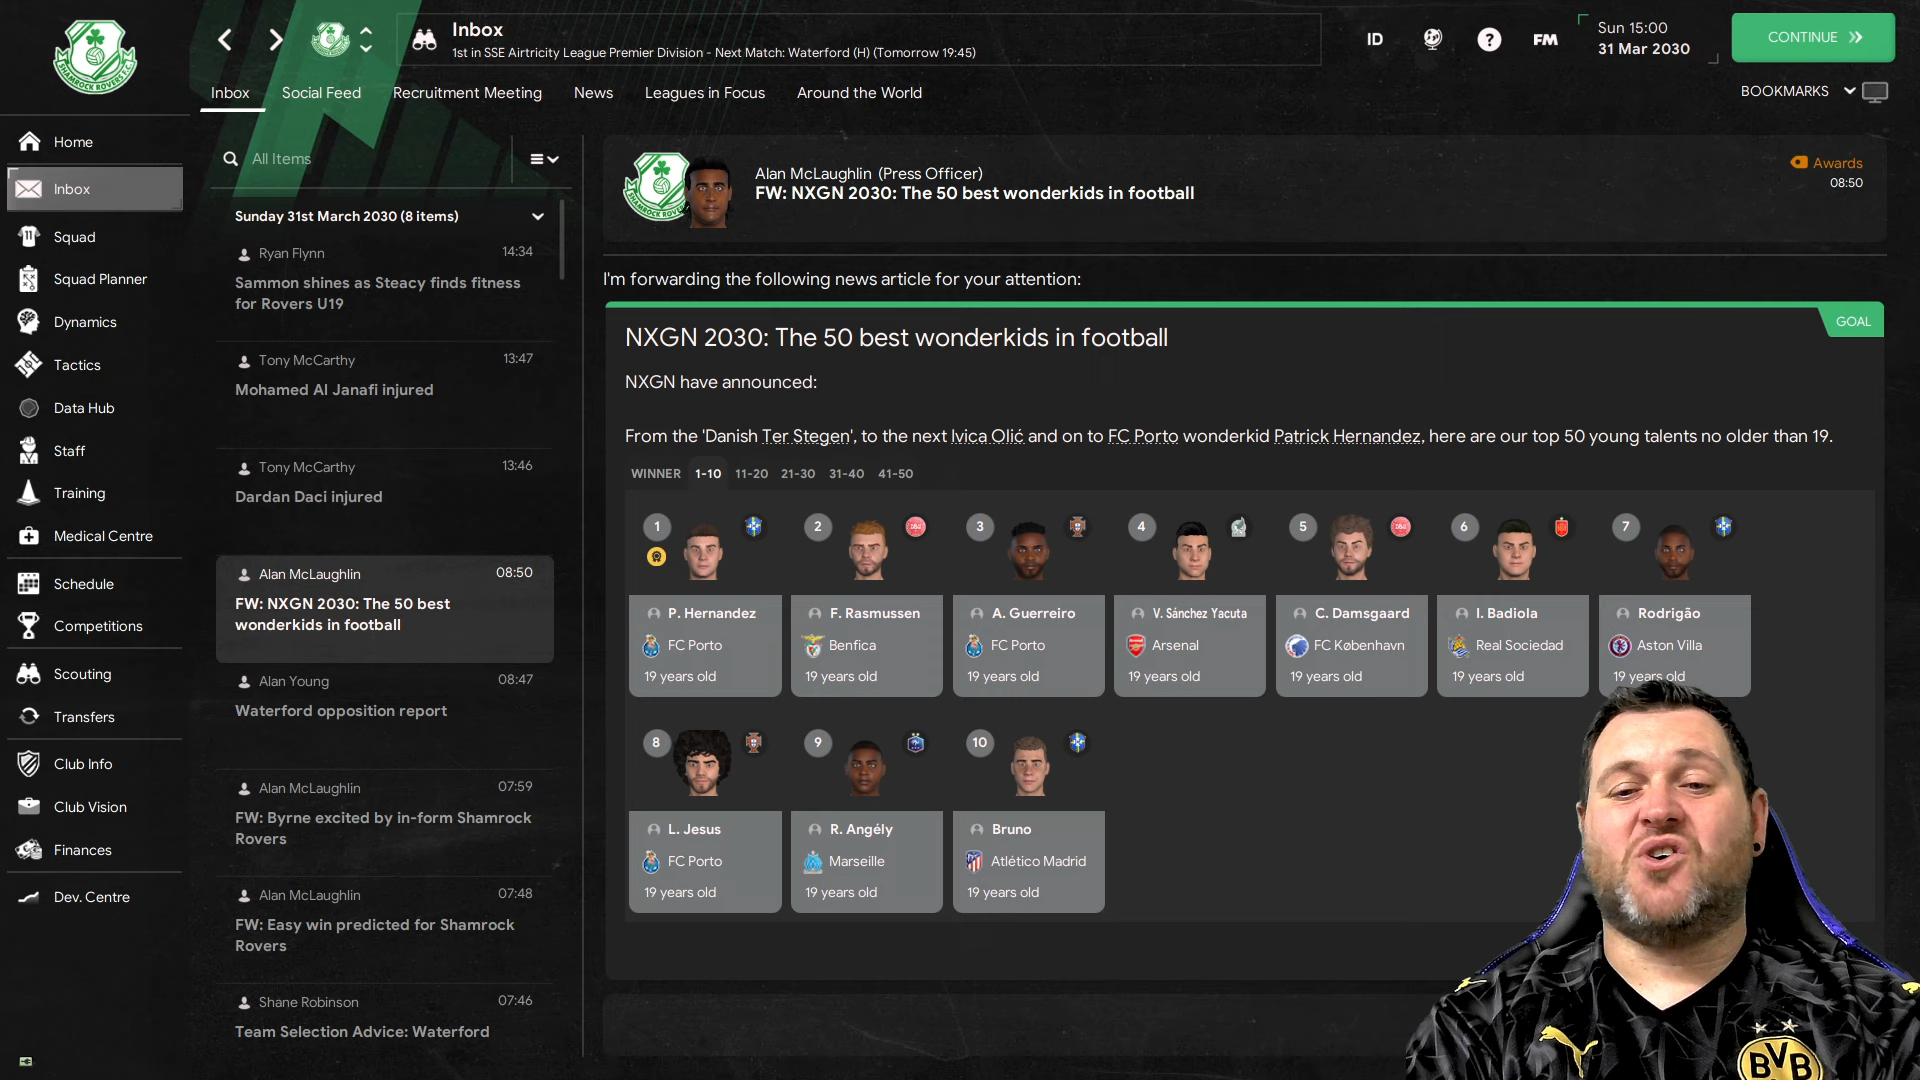 Inbox
1st in SSE Airtricity League Premier Division - Next Match: Waterford (H) (Tomorrow 19:45)
ID
FM
Sun 15:00
31 Mar 2030
CONTINUE
Inbox
Social Feed
Recruitment Meeting
News
Leagues in Focus
Around the World
BOOKMARKS
SHAMROCK ROVERS F.C.
Home
Inbox
Squad
Squad Planner
Dynamics
Tactics
Data Hub
Staff
Training
Medical Centre
Schedule
Competitions
Scouting
Transfers
Club Info
Club Vision
Finances
Dev. Centre
All Items
Sunday 31st March 2030 (8 items)
Ryan Flynn 14:34
Sammon shines as Steacy finds fitness
for Rovers U19
Tony McCarthy 13:47
Mohamed Al Janafi injured
Tony McCarthy 13:46
Dardan Daci injured
Alan McLaughlin 08:50
FW: NXGN 2030: The 50 best
wonderkids in football
Alan Young 08:47
Waterford opposition report
Alan McLaughlin 07:59
FW: Byrne excited by in-form Shamrock
Rovers
Alan McLaughlin 07:48
FW: Easy win predicted for Shamrock
Rovers
Shane Robinson 07:46
Team Selection Advice: Waterford
Alan McLaughlin (Press Officer)
FW: NXGN 2030: The 50 best wonderkids in football
Awards
08:50
I'm forwarding the following news article for your attention:
GOAL
NXGN 2030: The 50 best wonderkids in football
NXGN have announced:
From the 'Danish Ter Stegen', to the next Ivica Olić and on to FC Porto wonderkid Patrick Hernandez, here are our top 50 young talents no older than 19.
WINNER 1-10 11-20 21-30 31-40 41-50
1 2 3 4 5 6 7
P. Hernandez F. Rasmussen A. Guerreiro V. Sánchez Yacuta C. Damsgaard I. Badiola Rodrigão
FC Porto Benfica FC Porto Arsenal FC København Real Sociedad Aston Villa
19 years old 19 years old 19 years old 19 years old 19 years old 19 years old 19 years old
8 9 10
L. Jesus R. Angély Bruno
FC Porto Marseille Atlético Madrid
19 years old 19 years old 19 years old
BVB